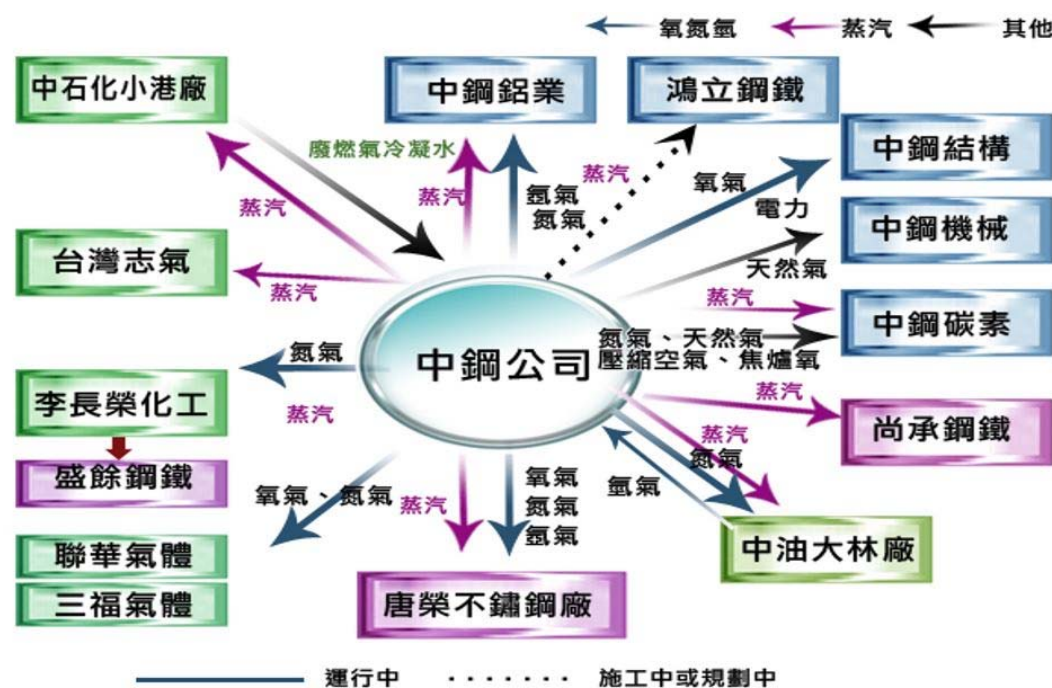 氧氮氬
蒸汽
其他
中石化小港廠
中鋼鋁業
鴻立鋼鐵
中鋼結構
廢燃氣冷凝水
蒸汽
蒸汽
氬氣
氮氣
蒸汽
氧氣
電力
中鋼機械
台灣志氣
蒸汽
天然氣
蒸汽
中鋼碳素
中鋼公司
氮氣、天然氣
壓縮空氣、焦爐氣
氮氣
李長榮化工
蒸汽
蒸汽
尚承鋼鐵
盛餘鋼鐵
氧氣、氮氣
蒸汽
氧氣
氮氣
氬氣
蒸汽
氮氣
氫氣
中油大林廠
聯華氣體
三福氣體
唐榮不鏽鋼廠
運行中
施工中或規劃中